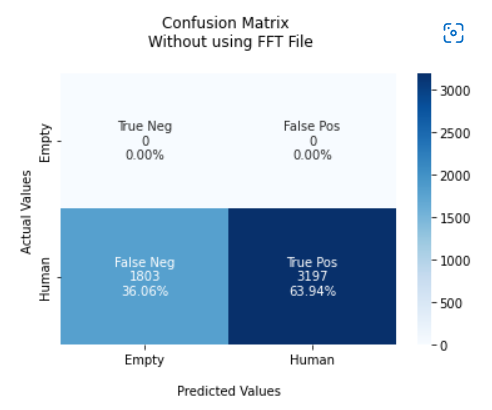 Confusion Matrix
Without using FFT File
True Neg
0
0.00%
False Pos
0
0.00%
False Neg
1803
36.06%
True Pos
3197
63.94%
Empty
Human
Actual Values
Empty
Human
Predicted Values
3000
2500
2000
1500
1000
500
0